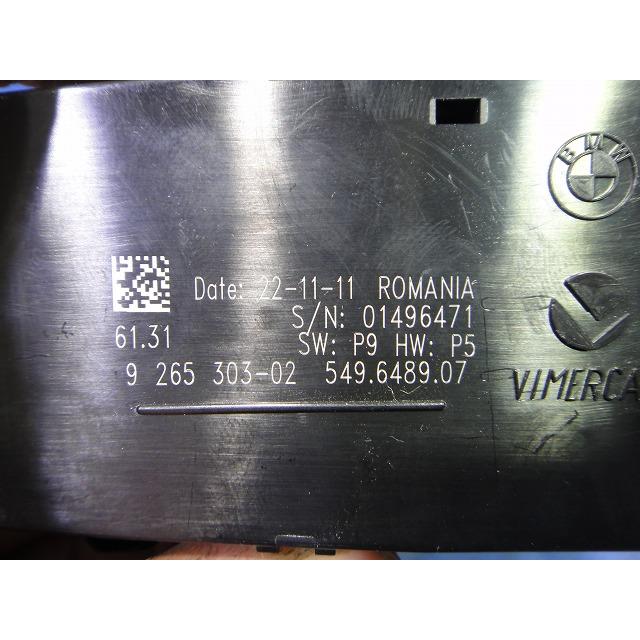 BMW
Date: 22-11-11 ROMANIA
S/N: 01496471
61.31 SW: P9 HW: P5
9 265 303-02 549.6489.07
VIMERCA